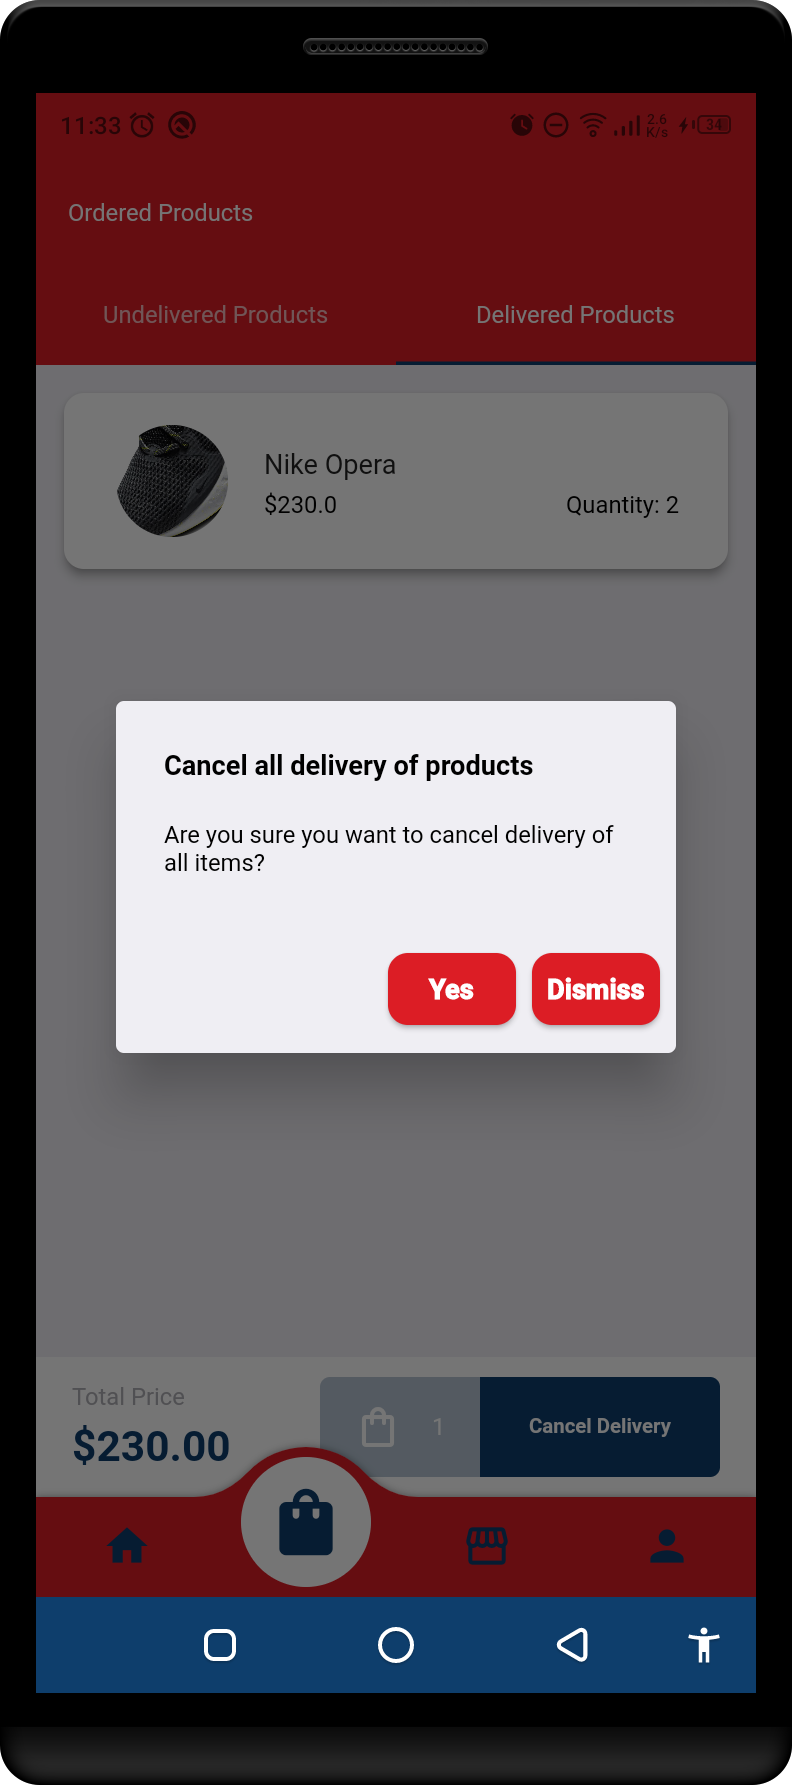 11:33
2.6
K/s
34
Ordered Products
Undelivered Products
Delivered Products
Nike Opera
$230.0
Quantity: 2
Cancel all delivery of products
Are you sure you want to cancel delivery of
all items?
Yes
Dismiss
Total Price
$230.00
1
Cancel Delivery